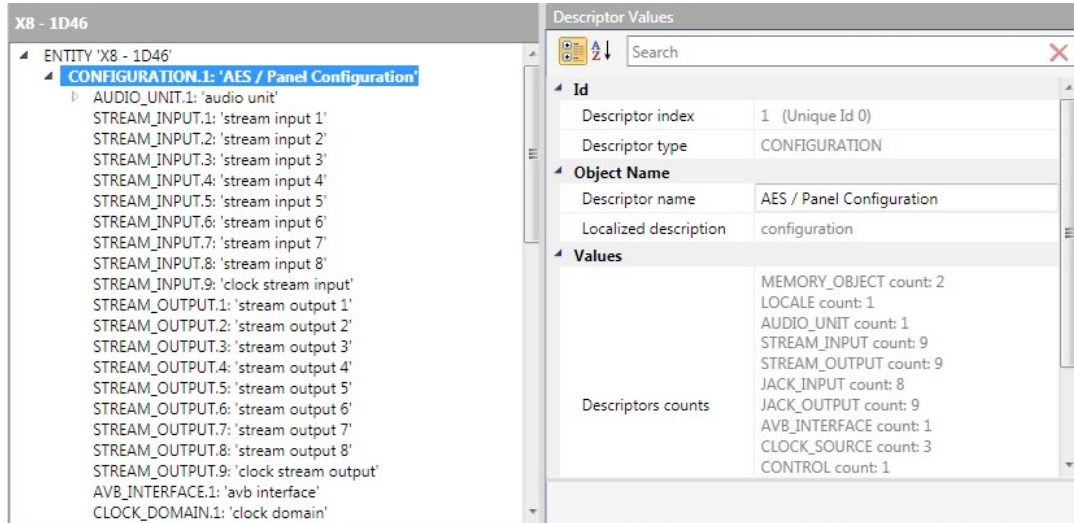 X8 - 1D46
ENTITY 'X8 - 1D46'
CONFIGURATION.1: 'AES / Panel Configuration'
AUDIO_UNIT.1: 'audio unit'
STREAM_INPUT.1: 'stream input 1'
STREAM_INPUT.2: 'stream input 2'
STREAM_INPUT.3: 'stream input 3'
STREAM_INPUT.4: 'stream input 4'
STREAM_INPUT.5: 'stream input 5'
STREAM_INPUT.6: 'stream input 6'
STREAM_INPUT.7: 'stream input 7'
STREAM_INPUT.8: 'stream input 8'
STREAM_INPUT.9: 'clock stream input'
STREAM_OUTPUT.1: 'stream output 1'
STREAM_OUTPUT.2: 'stream output 2'
STREAM_OUTPUT.3: 'stream output 3'
STREAM_OUTPUT.4: 'stream output 4'
STREAM_OUTPUT.5: 'stream output 5'
STREAM_OUTPUT.6: 'stream output 6'
STREAM_OUTPUT.7: 'stream output 7'
STREAM_OUTPUT.8: 'stream output 8'
STREAM_OUTPUT.9: 'clock stream output'
AVB_INTERFACE.1: 'avb interface'
CLOCK_DOMAIN.1: 'clock domain'
Descriptor Values
A Z Search
Id
Descriptor index 1 (Unique Id 0)
Descriptor type CONFIGURATION
Object Name
Descriptor name AES / Panel Configuration
Localized description configuration
Values
Descriptors counts
MEMORY_OBJECT count: 2
LOCALE count: 1
AUDIO_UNIT count: 1
STREAM_INPUT count: 9
STREAM_OUTPUT count: 9
JACK_INPUT count: 8
JACK_OUTPUT count: 9
AVB_INTERFACE count: 1
CLOCK_SOURCE count: 3
CONTROL count: 1